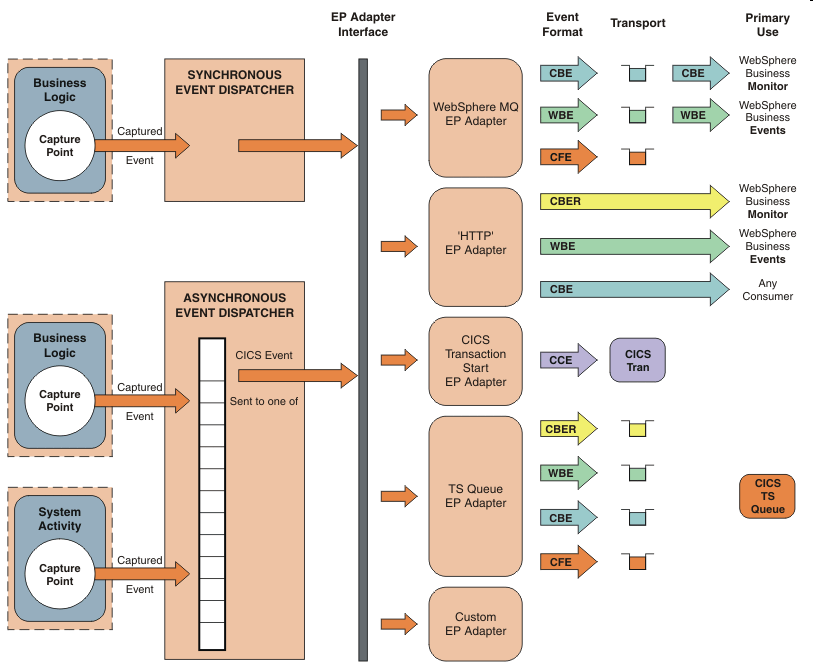 EP Adapter
Interface
Event
Format
Transport
Primary
Use
Business
Logic
Capture
Point
Captured
Event
SYNCHRONOUS
EVENT DISPATCHER
WebSphere MQ
EP Adapter
CBE
CBE
WebSphere
Business
Monitor
WBE
WBE
WebSphere
Business
Events
CFE
'HTTP'
EP Adapter
CBER
WebSphere
Business
Monitor
WBE
WebSphere
Business
Events
CBE
Any
Consumer
ASYNCHRONOUS
EVENT DISPATCHER
Business
Logic
Capture
Point
Captured
Event
CICS Event
Sent to one of
CICS
Transaction
Start
EP Adapter
CCE
CICS
Tran
System
Activity
Capture
Point
Captured
Event
TS Queue
EP Adapter
CBER
WBE
CBE
CFE
CICS
TS
Queue
Custom
EP Adapter